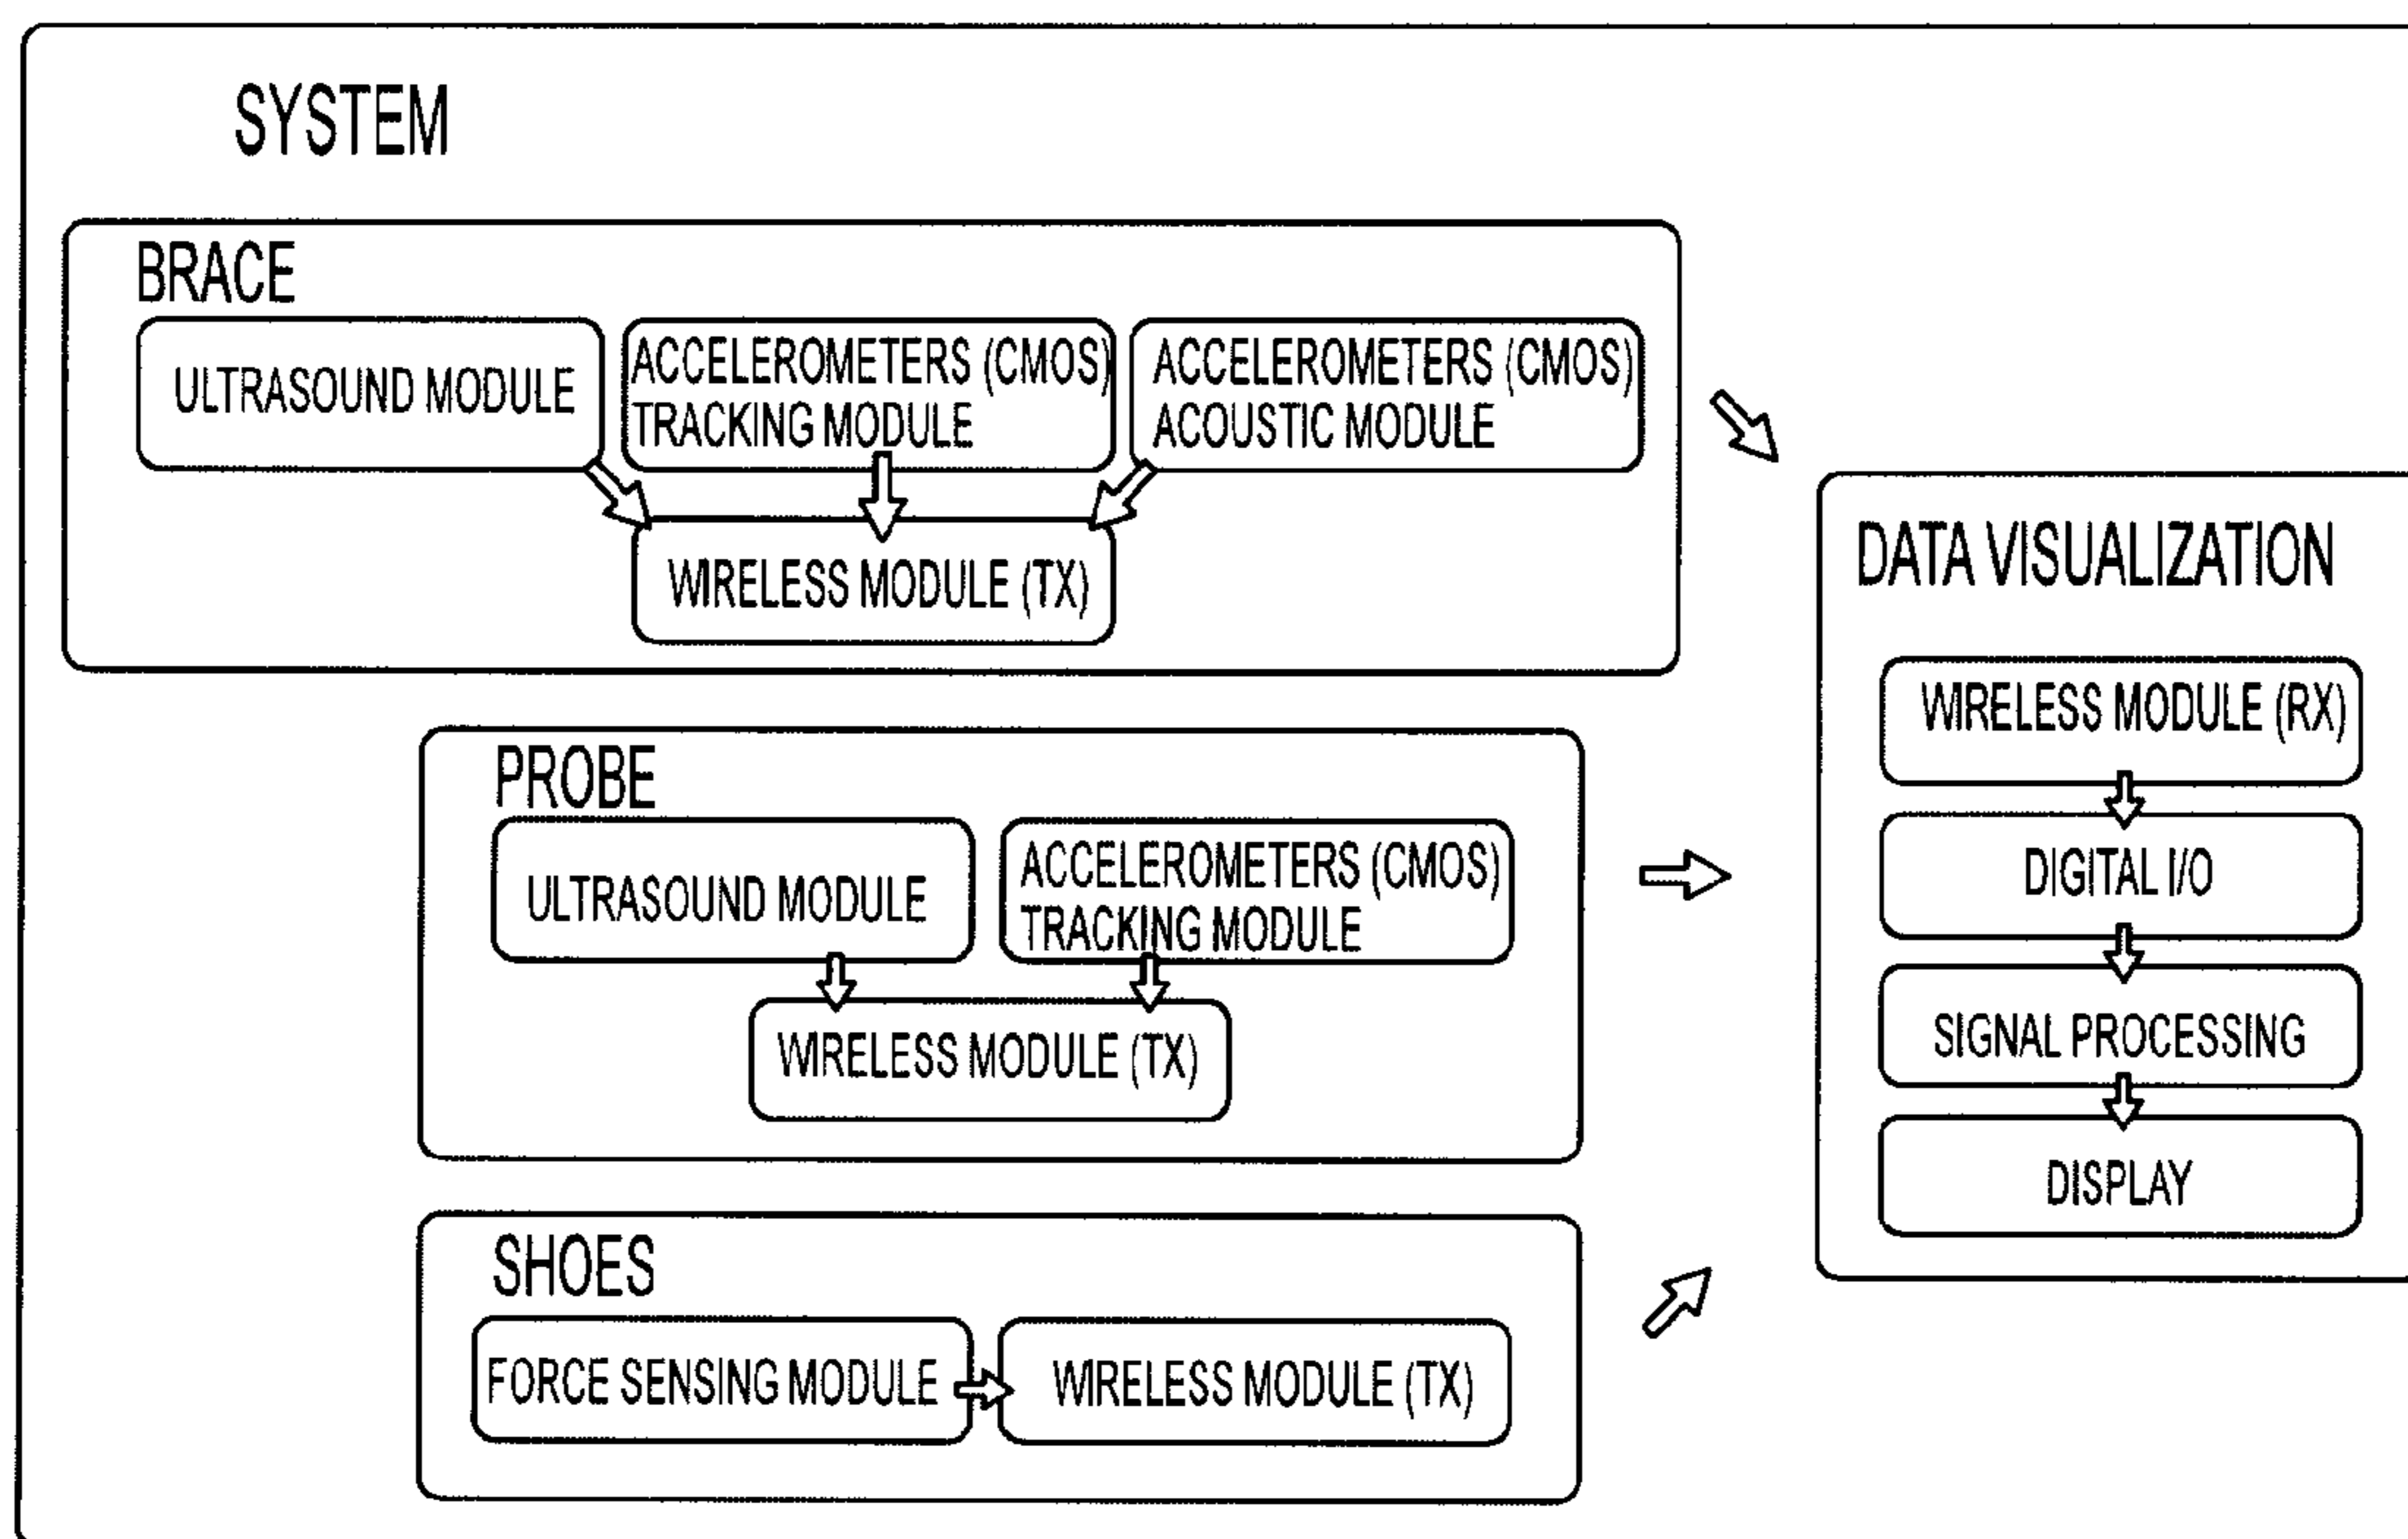 SYSTEM
BRACE
ULTRASOUND MODULE
ACCELEROMETERS (CMOS)
TRACKING MODULE
ACCELEROMETERS (CMOS)
ACOUSTIC MODULE
WIRELESS MODULE (TX)
PROBE
ULTRASOUND MODULE
ACCELEROMETERS (CMOS)
TRACKING MODULE
WIRELESS MODULE (TX)
SHOES
FORCE SENSING MODULE
WIRELESS MODULE (TX)
DATA VISUALIZATION
WIRELESS MODULE (RX)
DIGITAL I/O
SIGNAL PROCESSING
DISPLAY